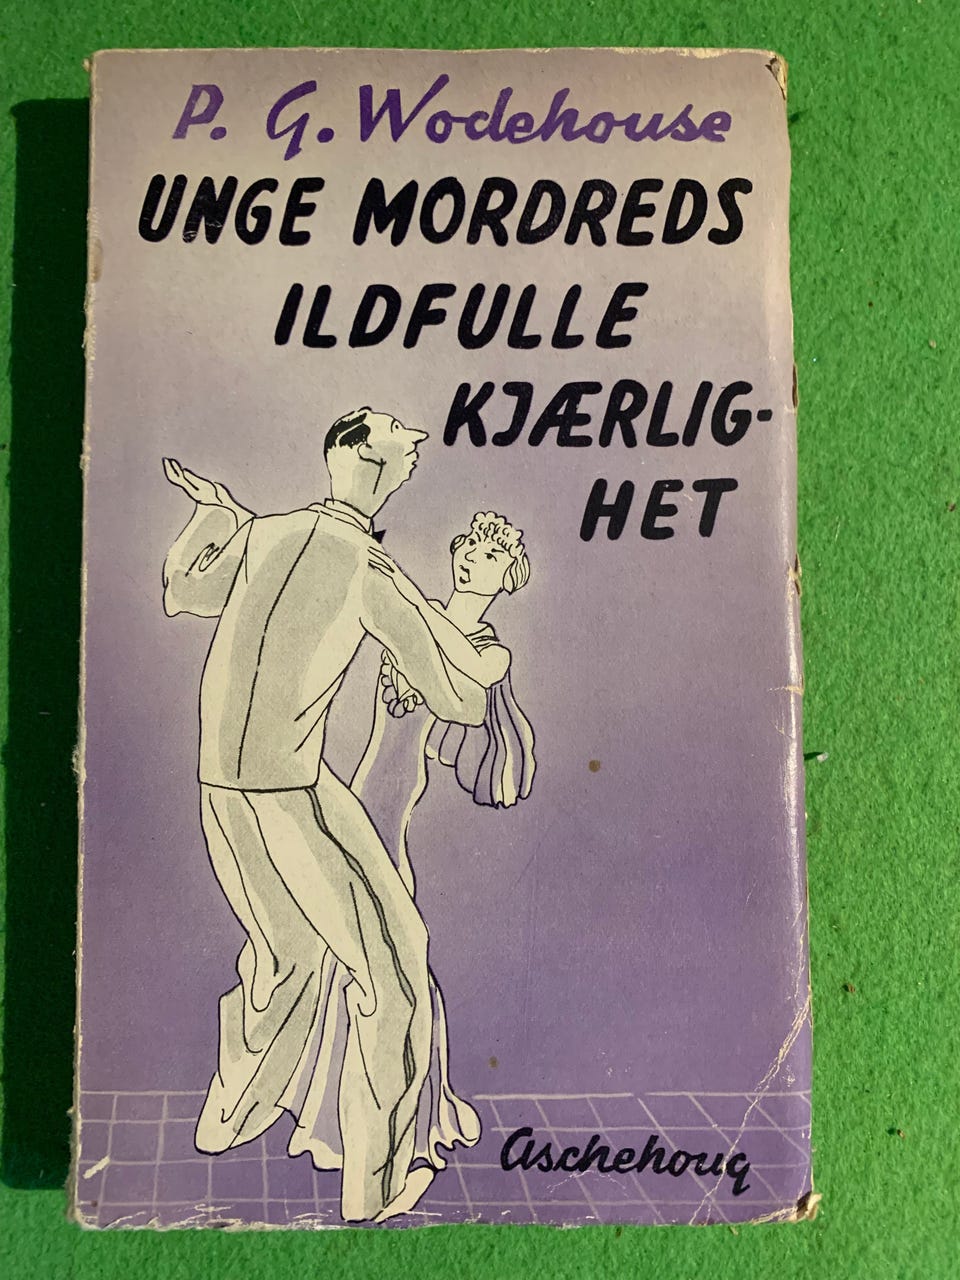 P. G. Wodehouse
UNGE MORDREDS
ILDFULLE
KJÆRLIG-
HET
Aschehoug